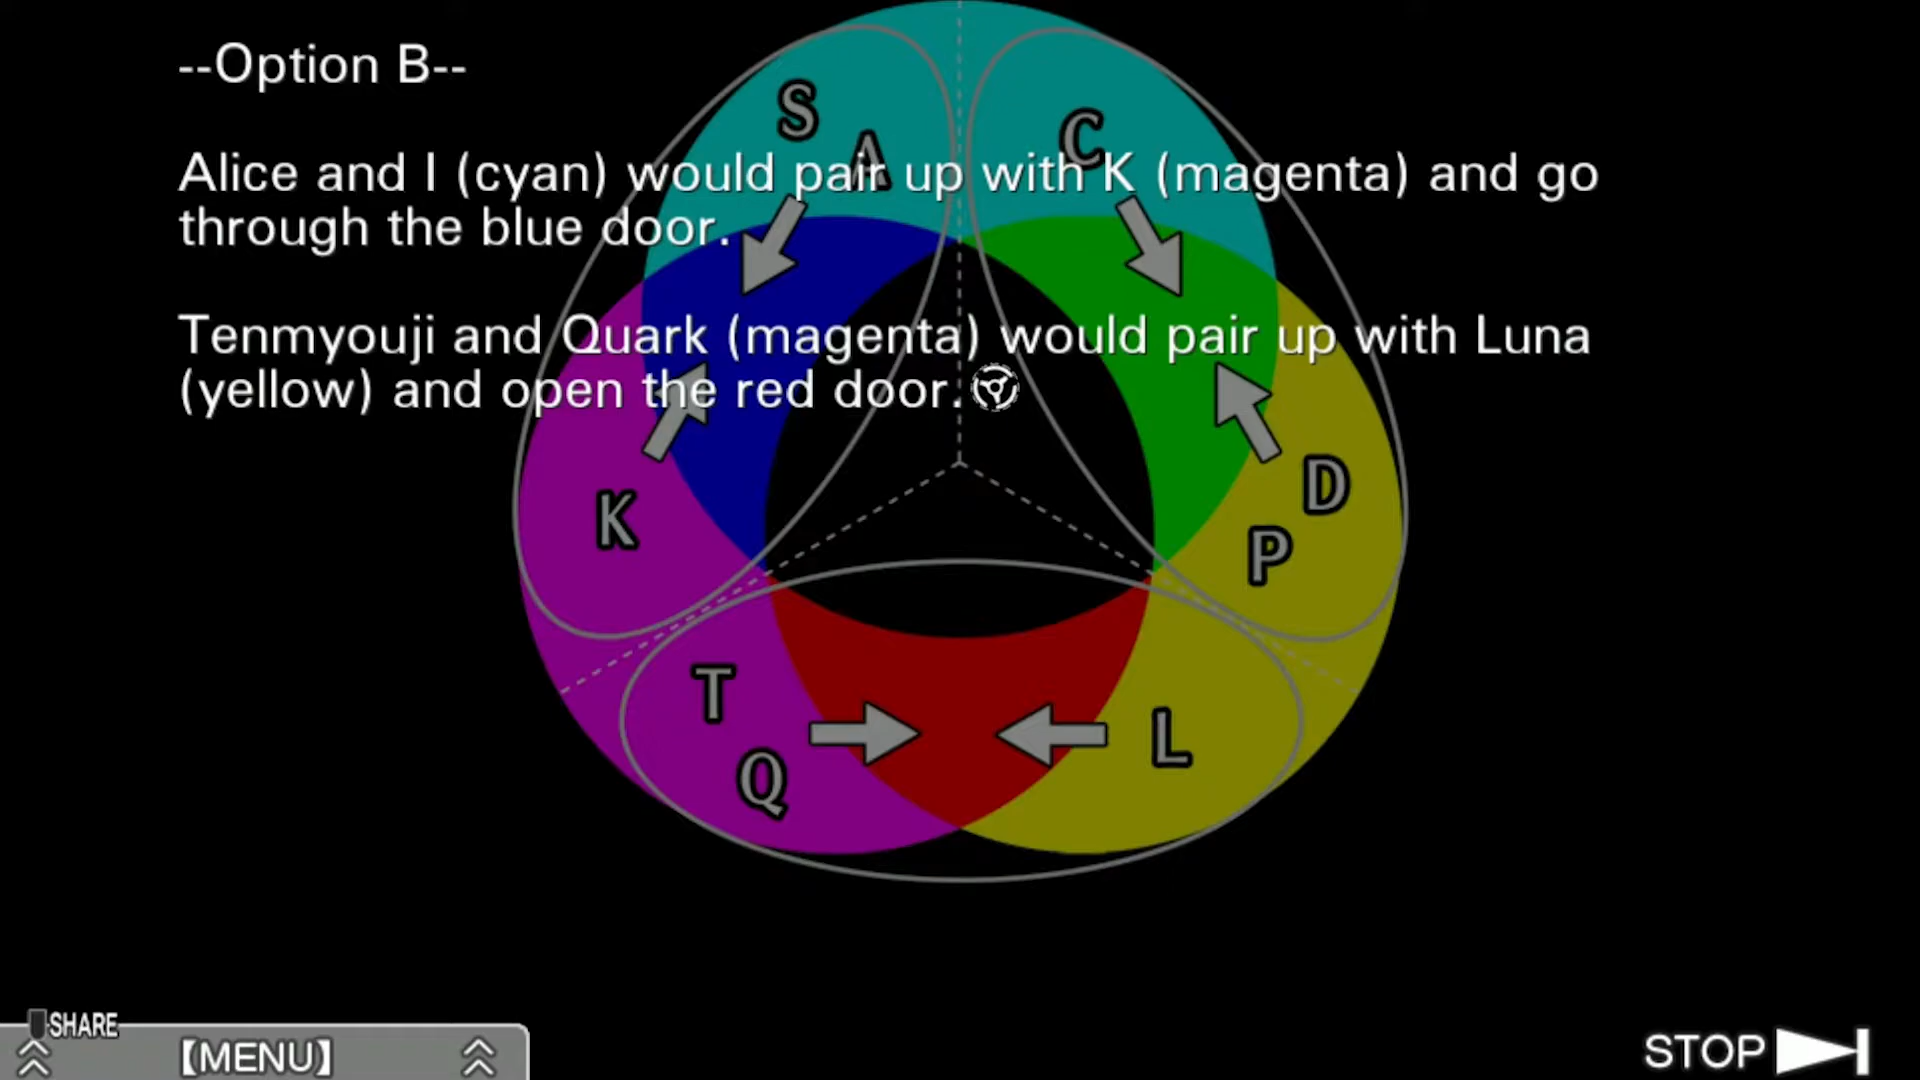 --Option B--
S
C
A
Alice and I (cyan) would pair up with K (magenta) and go
through the blue door.
Tenmyouji and Quark (magenta) would pair up with Luna
(yellow) and open the red door.
K
D
P
T
L
Q
SHARE
【MENU】
STOP